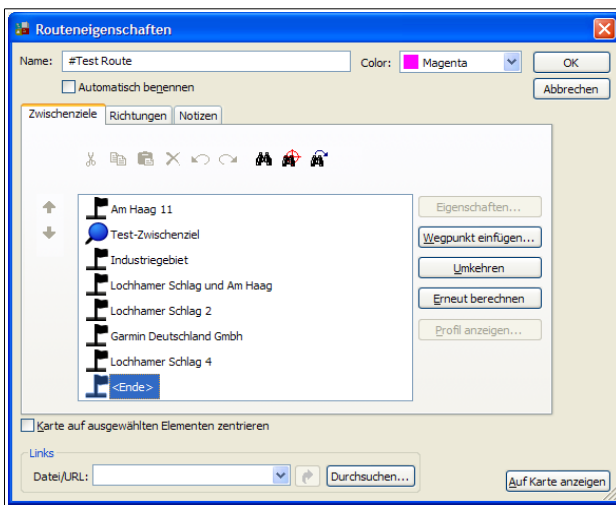 Routeneigenschaften
Name: #Test Route Color: Magenta OK
Automatisch benennen Abbrechen
Zwischenziele Richtungen Notizen
Am Haag 11 Eigenschaften...
Test-Zwischenziel Wegpunkt einfügen...
Industriegebiet Umkehren
Lochhamer Schlag und Am Haag Erneut berechnen
Lochhamer Schlag 2 Profil anzeigen...
Garmin Deutschland Gmbh
Lochhamer Schlag 4
<Ende>
Karte auf ausgewählten Elementen zentrieren
Links
Datei/URL: Durchsuchen... Auf Karte anzeigen